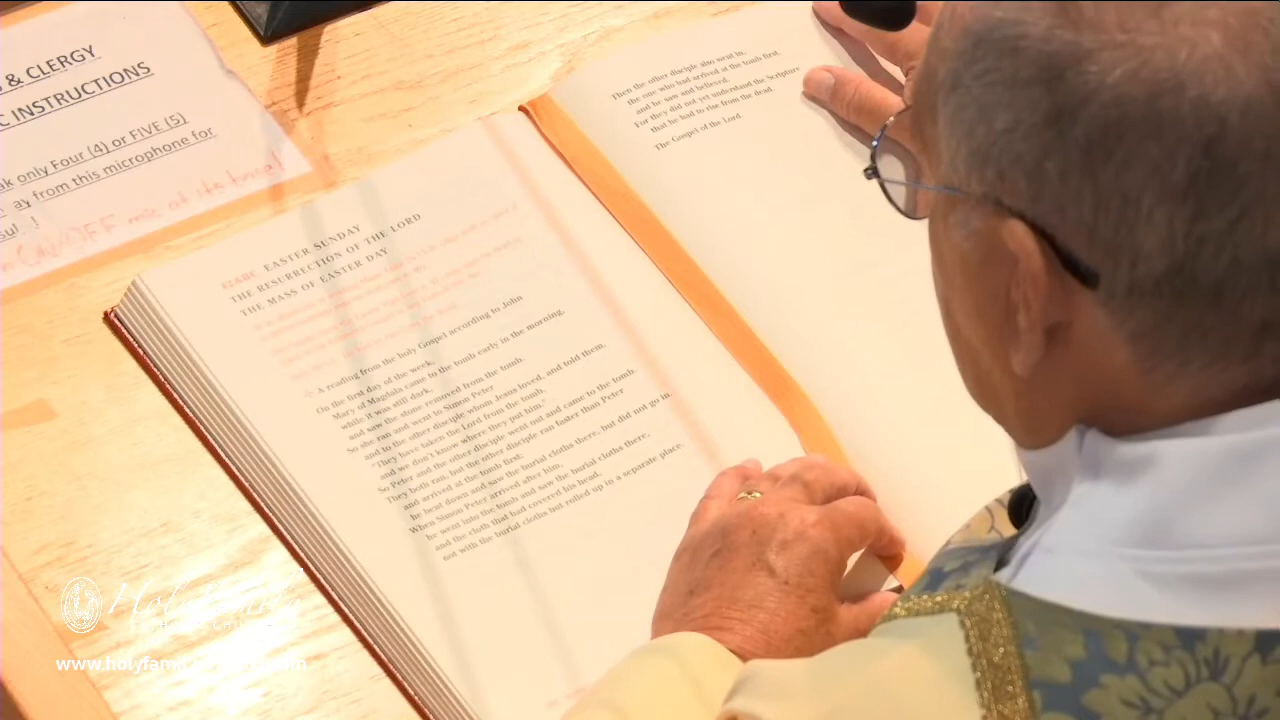 & CLERGY
INSTRUCTIONS
only Four (4) or FIVE (5)
ay from this microphone for
EASTER SUNDAY
THE RESURRECTION OF THE LORD
THE MASS OF EASTER DAY
A reading from the holy Gospel according to John
On the first day of the week,
Mary of Magdala came to the tomb early in the morning,
while it was still dark,
and saw the stone removed from the tomb.
So she ran and went to Simon Peter
and to the other disciple whom Jesus loved, and told them,
"They have taken the Lord from the tomb,
and we don't know where they put him."
So Peter and the other disciple went out and came to the tomb.
They both ran, but the other disciple ran faster than Peter
and arrived at the tomb first;
he bent down and saw the burial cloths there, but did not go in.
When Simon Peter arrived after him,
he went into the tomb and saw the burial cloths there,
and the cloth that had covered his head,
not with the burial cloths but rolled up in a separate place.
Then the other disciple also went in,
the one who had arrived at the tomb first,
and he saw and believed.
For they did not yet understand the Scripture
that he had to rise from the dead.
The Gospel of the Lord.
Holy Family